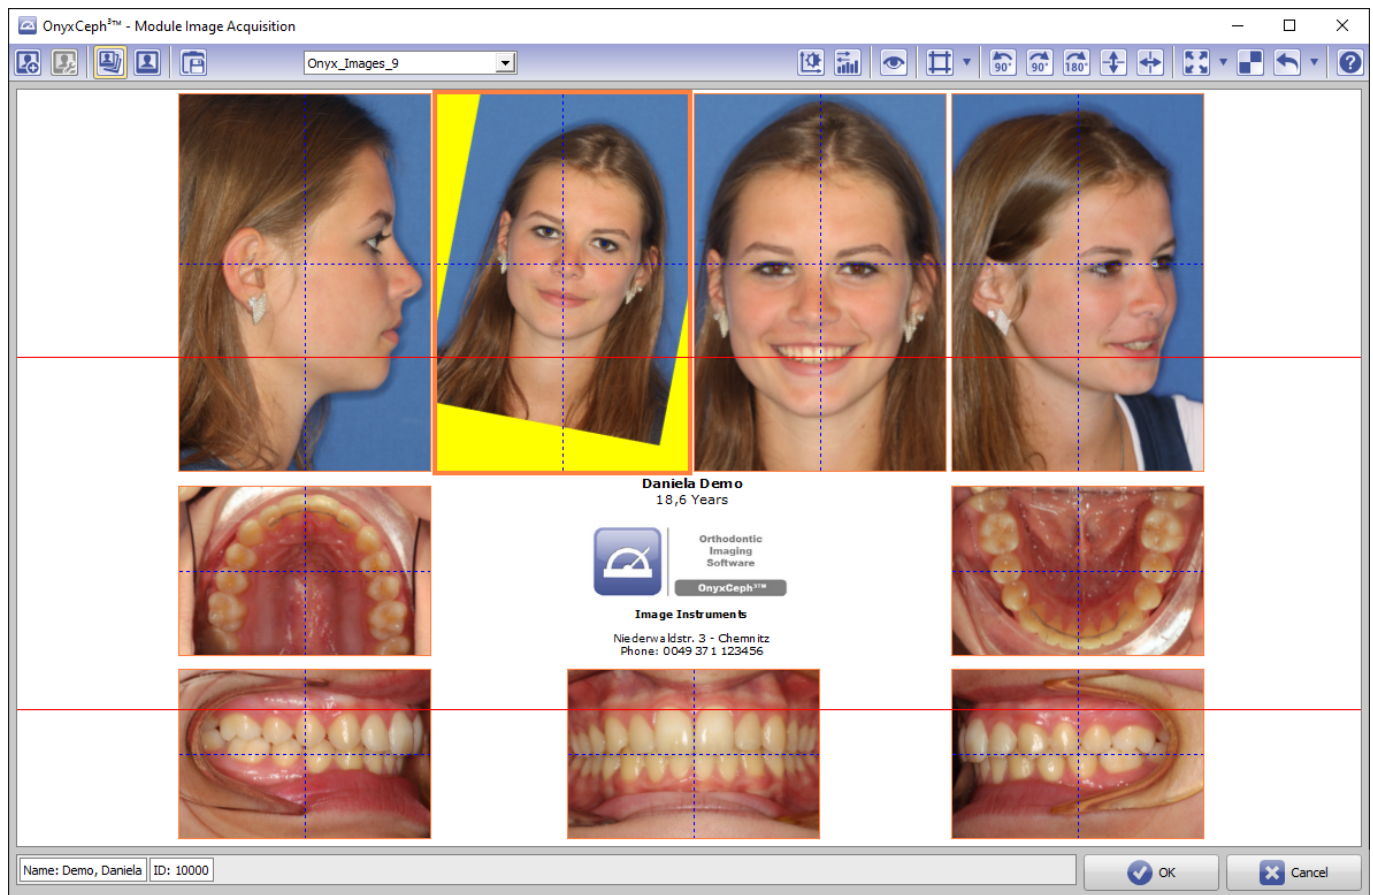 OnyxCeph³™ - Module Image Acquisition
Onyx_Images_9
90°
90°
180°
Daniela Demo
18,6 Years
Orthodontic
Imaging
Software
OnyxCeph³™
Image Instruments
Niederwaldstr. 3 - Chemnitz
Phone: 0049 371 123456
Name: Demo, Daniela
ID: 10000
OK
Cancel